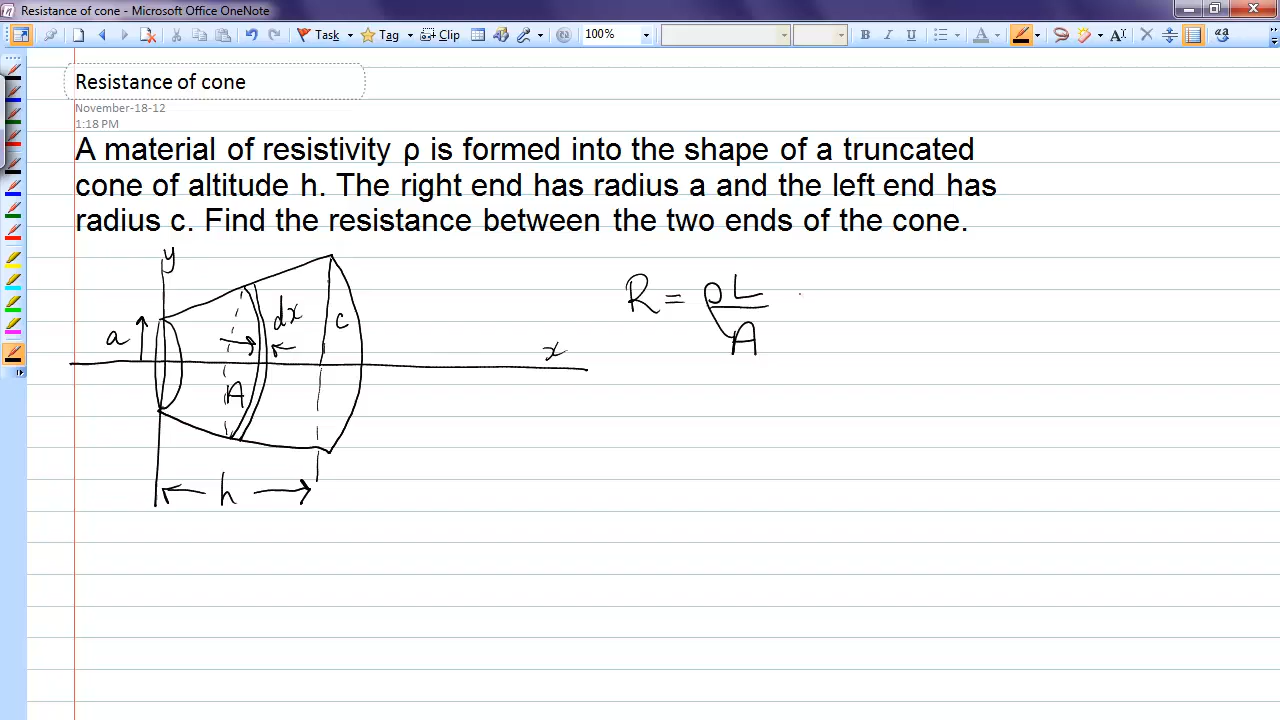 Resistance of cone - Microsoft Office OneNote
Task Tag Clip 100% B I U
Resistance of cone
November-18-12
1:18 PM
A material of resistivity ρ is formed into the shape of a truncated
cone of altitude h. The right end has radius a and the left end has
radius c. Find the resistance between the two ends of the cone.
y
a
dx
c
x
A
h
R = ρL
A